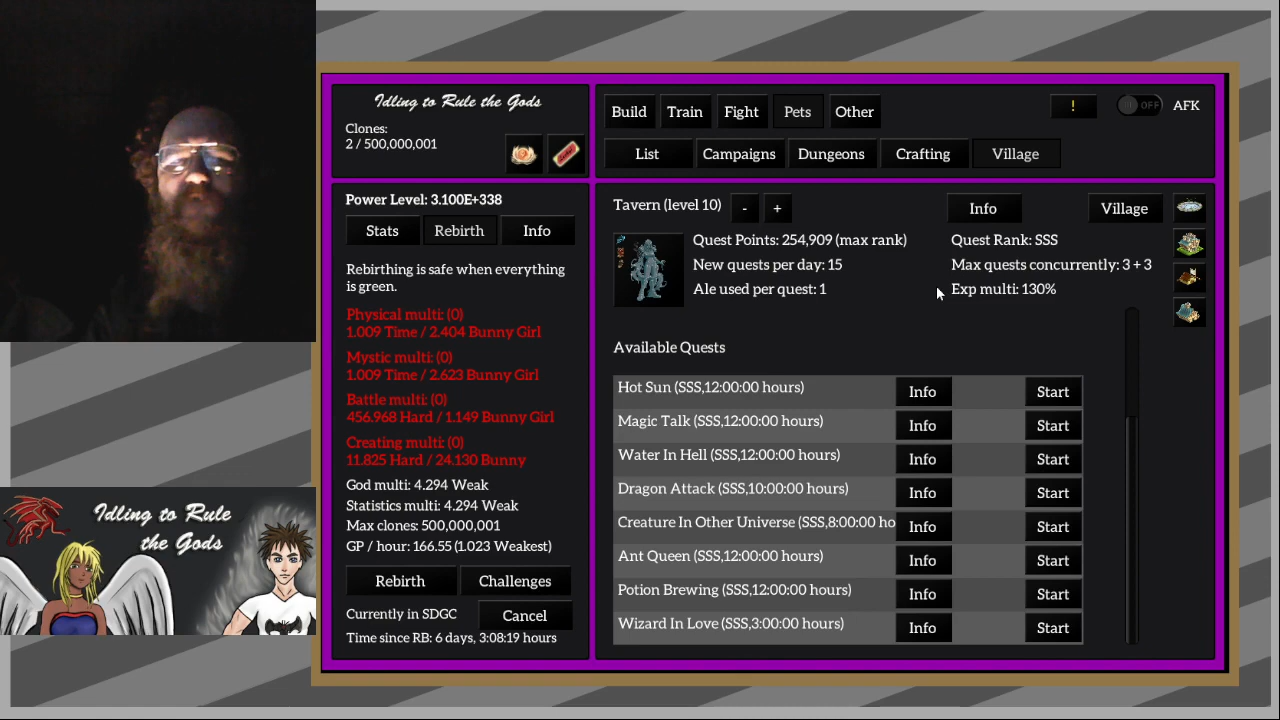 Idling to Rule the Gods
Clones:
2 / 500,000,001
Build
Train
Fight
Pets
Other
!
OFF
AFK
List
Campaigns
Dungeons
Crafting
Village
Power Level: 3.100E+338
Stats
Rebirth
Info
Rebirthing is safe when everything
is green.
Physical multi: (0)
1.009 Time / 2.404 Bunny Girl
Mystic multi: (0)
1.009 Time / 2.623 Bunny Girl
Battle multi: (0)
456.968 Hard / 1.149 Bunny Girl
Creating multi: (0)
11.825 Hard / 24.130 Bunny
God multi: 4.294 Weak
Statistics multi: 4.294 Weak
Max clones: 500,000,001
GP / hour: 166.55 (1.023 Weakest)
Rebirth
Challenges
Currently in SDGC
Cancel
Time since RB: 6 days, 3:08:19 hours
Tavern (level 10)
-
+
Info
Village
Quest Points: 254,909 (max rank)
Quest Rank: SSS
New quests per day: 15
Max quests concurrently: 3 + 3
Ale used per quest: 1
Exp multi: 130%
Available Quests
Hot Sun (SSS,12:00:00 hours)
Info
Start
Magic Talk (SSS,12:00:00 hours)
Info
Start
Water In Hell (SSS,12:00:00 hours)
Info
Start
Dragon Attack (SSS,10:00:00 hours)
Info
Start
Creature In Other Universe (SSS,8:00:00 ho
Info
Start
Ant Queen (SSS,12:00:00 hours)
Info
Start
Potion Brewing (SSS,12:00:00 hours)
Info
Start
Wizard In Love (SSS,3:00:00 hours)
Info
Start
Idling to Rule
the Gods